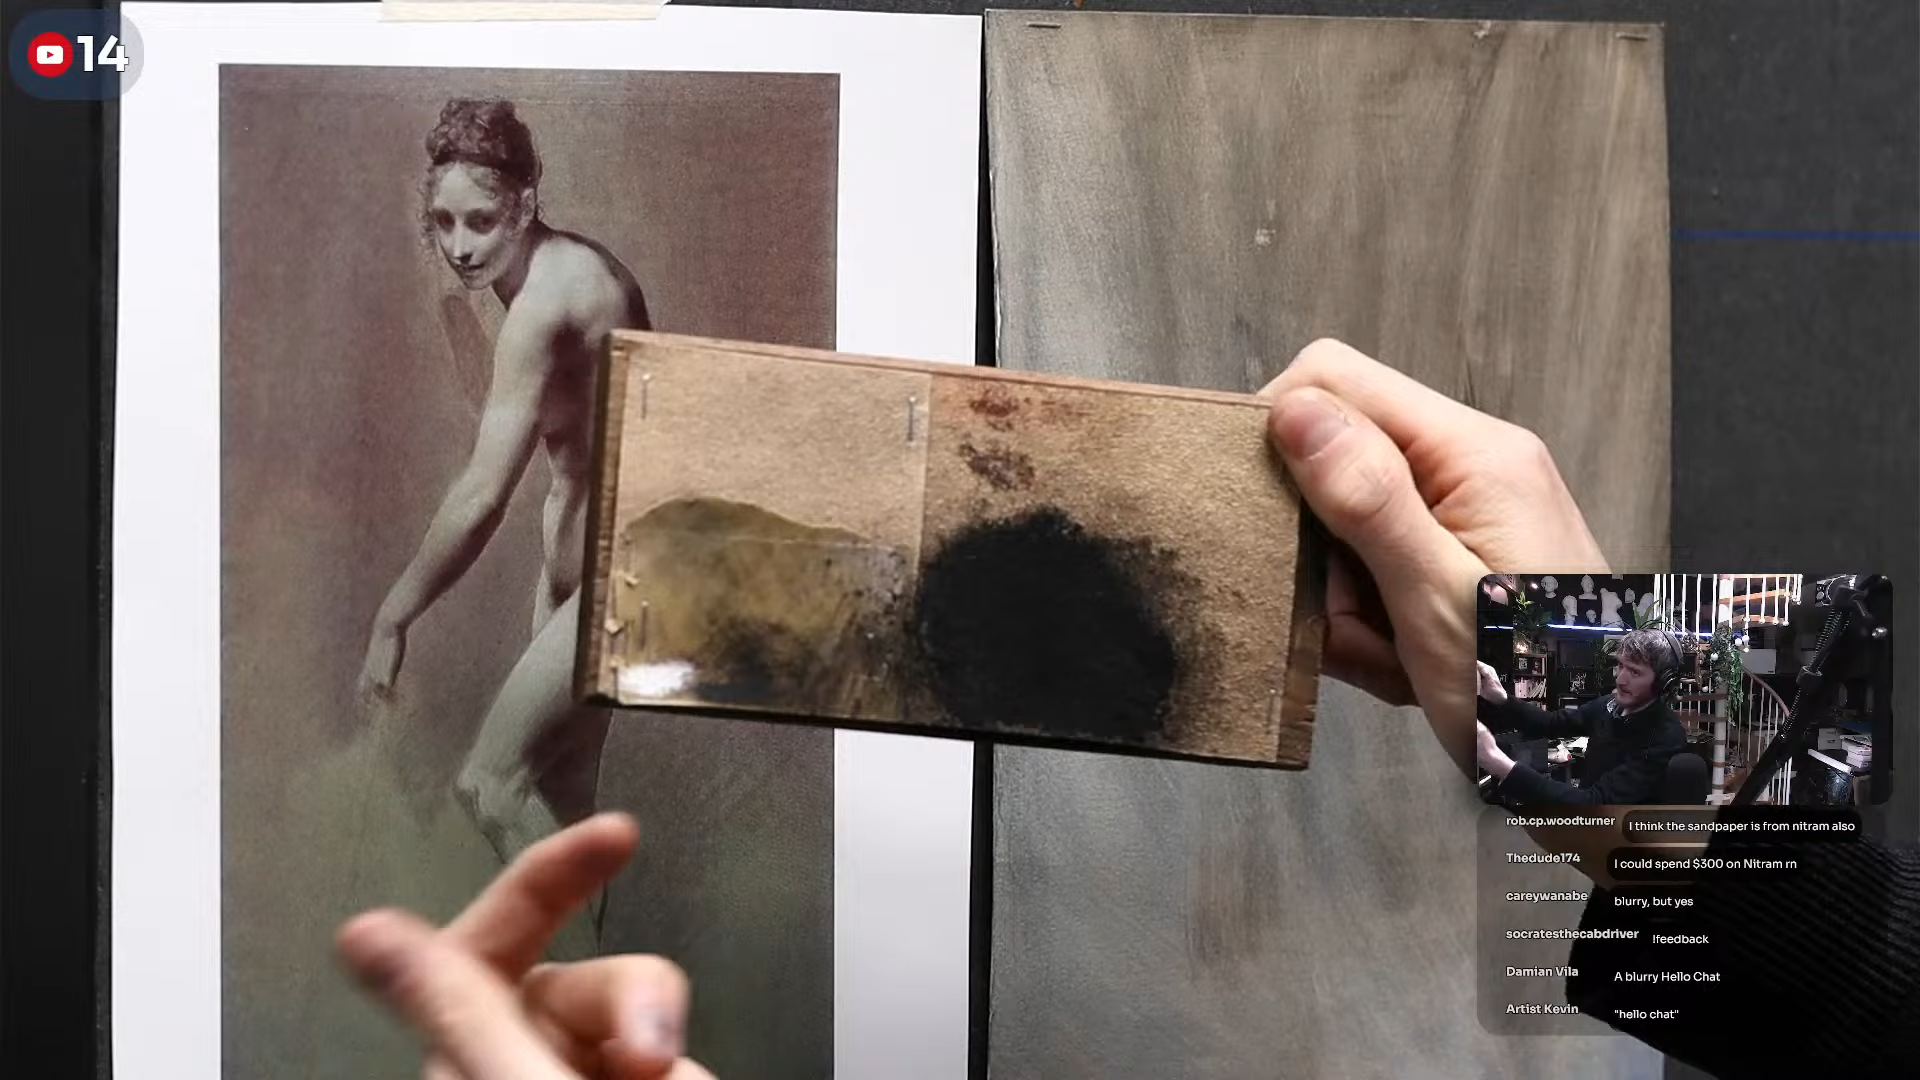 14
rob.cp.woodturner I think the sandpaper is from nitram also
Thedude174 I could spend $300 on Nitram rn
careywanabe blurry, but yes
socratesthecabdriver !feedback
Damian Vila A blurry Hello Chat
Artist Kevin "hello chat"